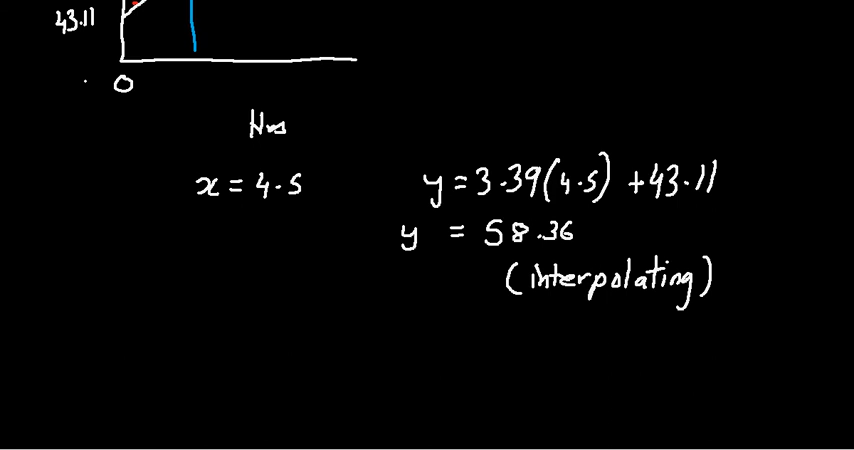 43.11
0
Hrs
x = 4.5
y = 3.39(4.5) + 43.11
y = 58.36
(interpolating)